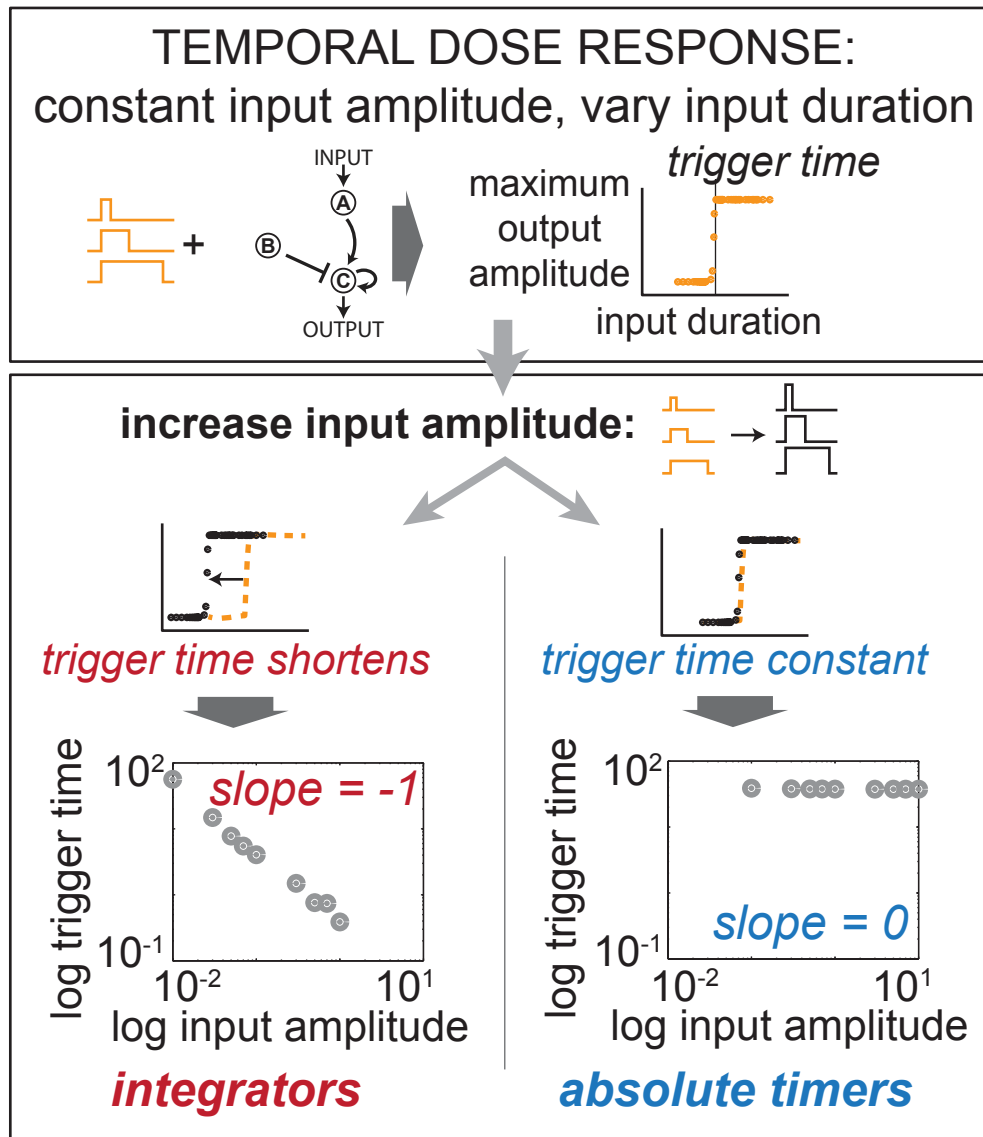 TEMPORAL DOSE RESPONSE:
constant input amplitude, vary input duration
INPUT
A
B
C
OUTPUT
trigger time
maximum
output
amplitude
input duration
increase input amplitude:
trigger time shortens
trigger time constant
log trigger time
10²
10⁻¹
slope = -1
10⁻²
10¹
log input amplitude
integrators
log trigger time
10²
10⁻¹
slope = 0
10⁻²
10¹
log input amplitude
absolute timers